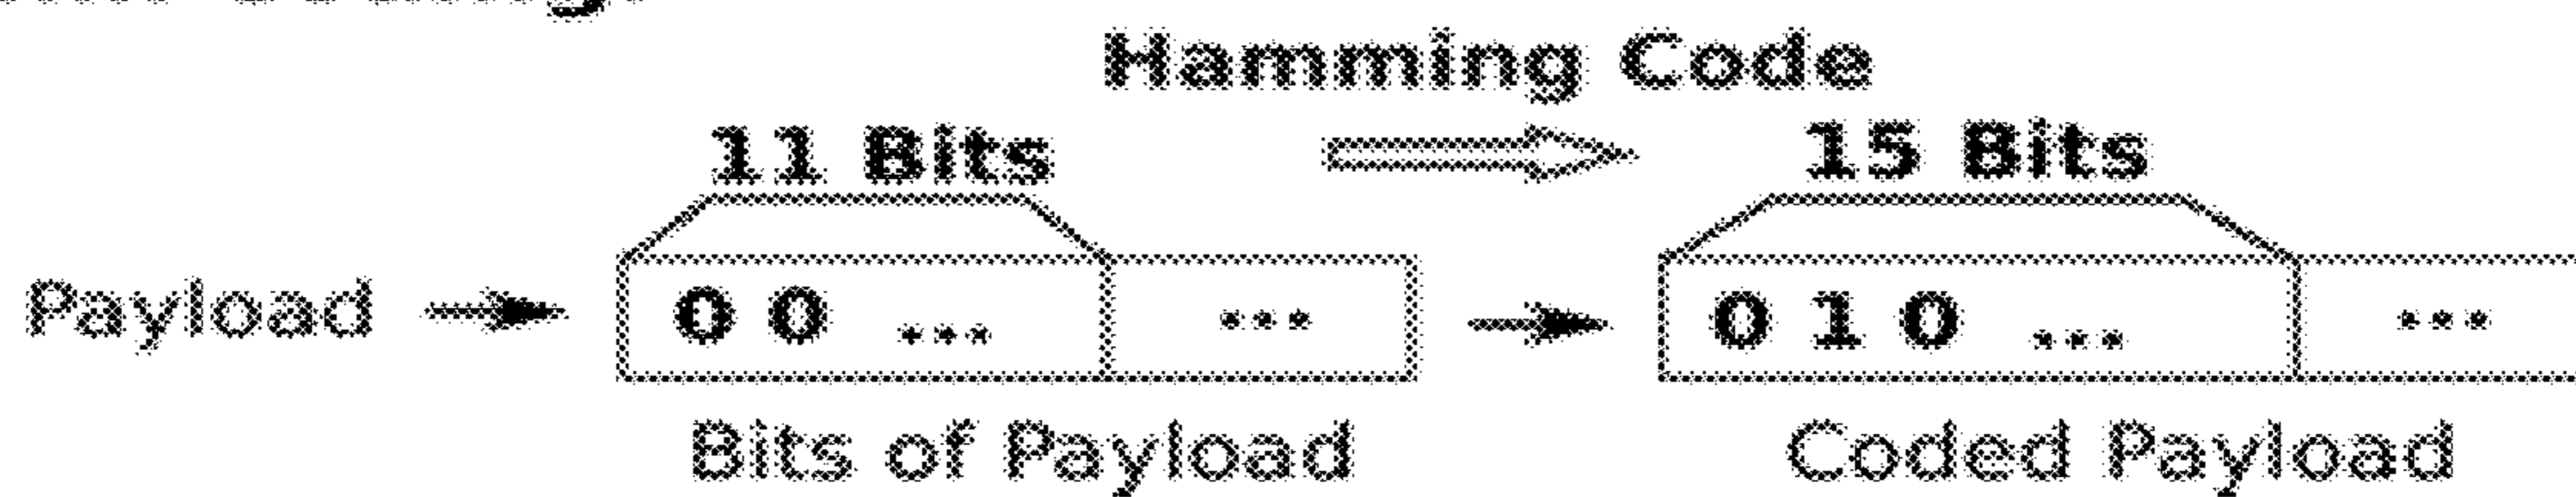 Hamming Code
11 Bits 15 Bits
Payload 0 0 ... ... 0 1 0 ... ...
Bits of Payload Coded Payload